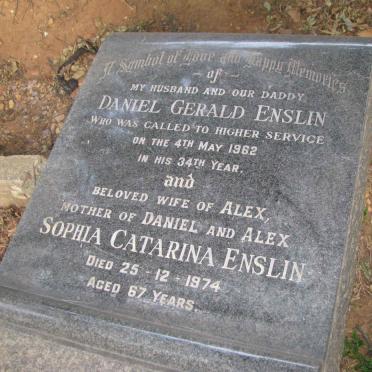 A Symbol of Love and Happy Memories
- of -
MY HUSBAND AND OUR DADDY
DANIEL GERALD ENSLIN
WHO WAS CALLED TO HIGHER SERVICE
ON THE 4TH MAY 1962
IN HIS 34TH YEAR.
and
BELOVED WIFE OF ALEX,
MOTHER OF DANIEL AND ALEX
SOPHIA CATARINA ENSLIN
DIED 25-12-1974
AGED 67 YEARS.